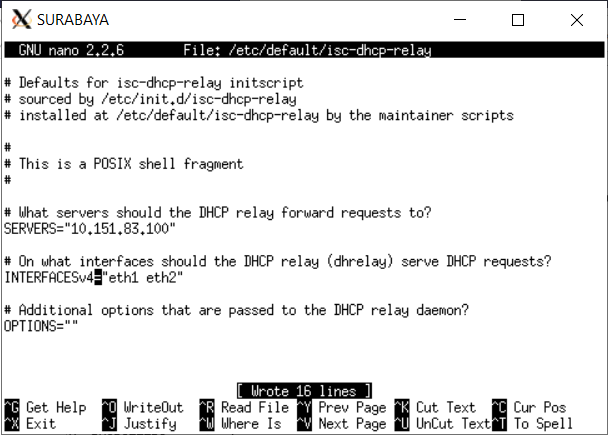 SURABAYA
GNU nano 2.2.6 File: /etc/default/isc-dhcp-relay
# Defaults for isc-dhcp-relay initscript
# sourced by /etc/init.d/isc-dhcp-relay
# installed at /etc/default/isc-dhcp-relay by the maintainer scripts
#
# This is a POSIX shell fragment
#
# What servers should the DHCP relay forward requests to?
SERVERS="10.151.83.100"
# On what interfaces should the DHCP relay (dhrelay) serve DHCP requests?
INTERFACESv4="eth1 eth2"
# Additional options that are passed to the DHCP relay daemon?
OPTIONS=""
[ Wrote 16 lines ]
^G Get Help ^O WriteOut ^R Read File ^Y Prev Page ^K Cut Text ^C Cur Pos
^X Exit ^J Justify ^W Where Is ^V Next Page ^U UnCut Text ^T To Spell